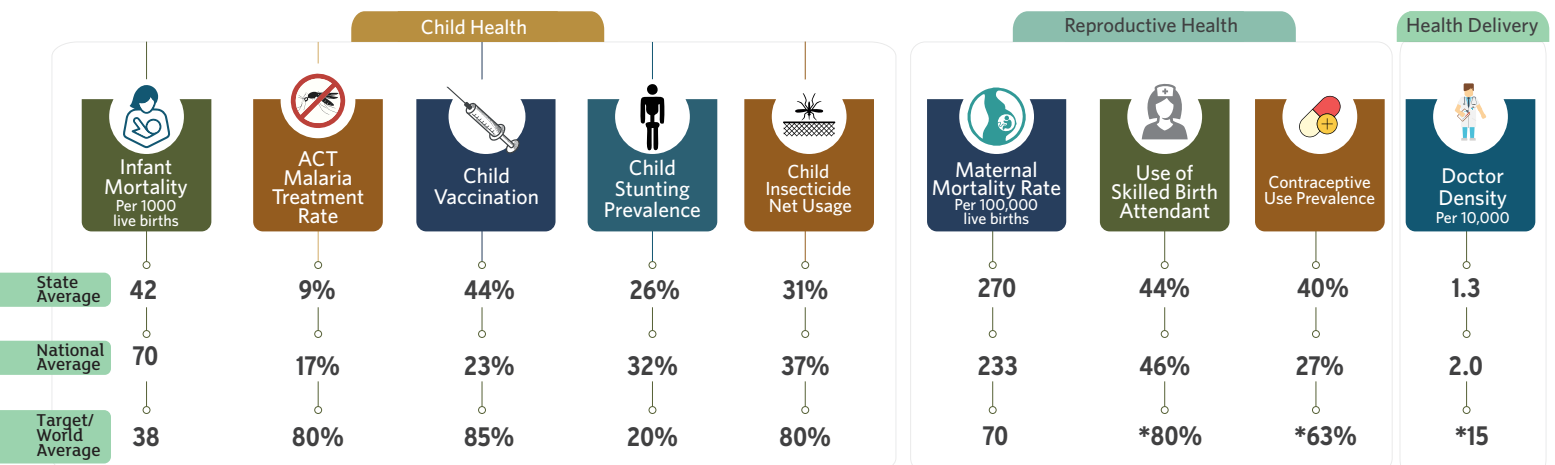 Child Health
Reproductive Health
Health Delivery
Infant
Mortality
Per 1000
live births
ACT
Malaria
Treatment
Rate
Child
Vaccination
Child
Stunting
Prevalence
Child
Insecticide
Net Usage
Maternal
Mortality Rate
Per 100,000
live births
Use of
Skilled Birth
Attendant
Contraceptive
Use Prevalence
Doctor
Density
Per 10,000
State
Average
42 9% 44% 26% 31% 270 44% 40% 1.3
National
Average
70 17% 23% 32% 37% 233 46% 27% 2.0
Target/
World
Average
38 80% 85% 20% 80% 70 *80% *63% *15